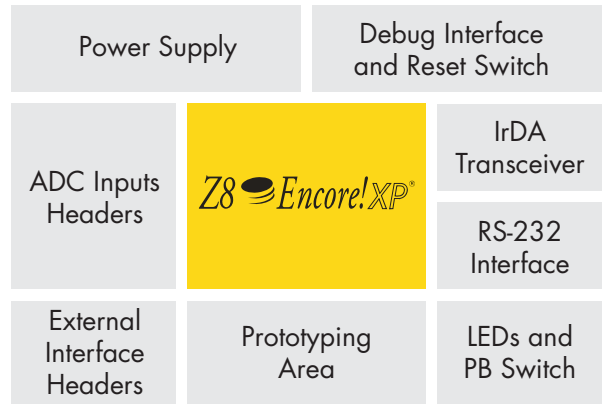 Power Supply
Debug Interface
and Reset Switch
ADC Inputs
Headers
Z8 Encore! XP®
IrDA
Transceiver
RS-232
Interface
External
Interface
Headers
Prototyping
Area
LEDs and
PB Switch